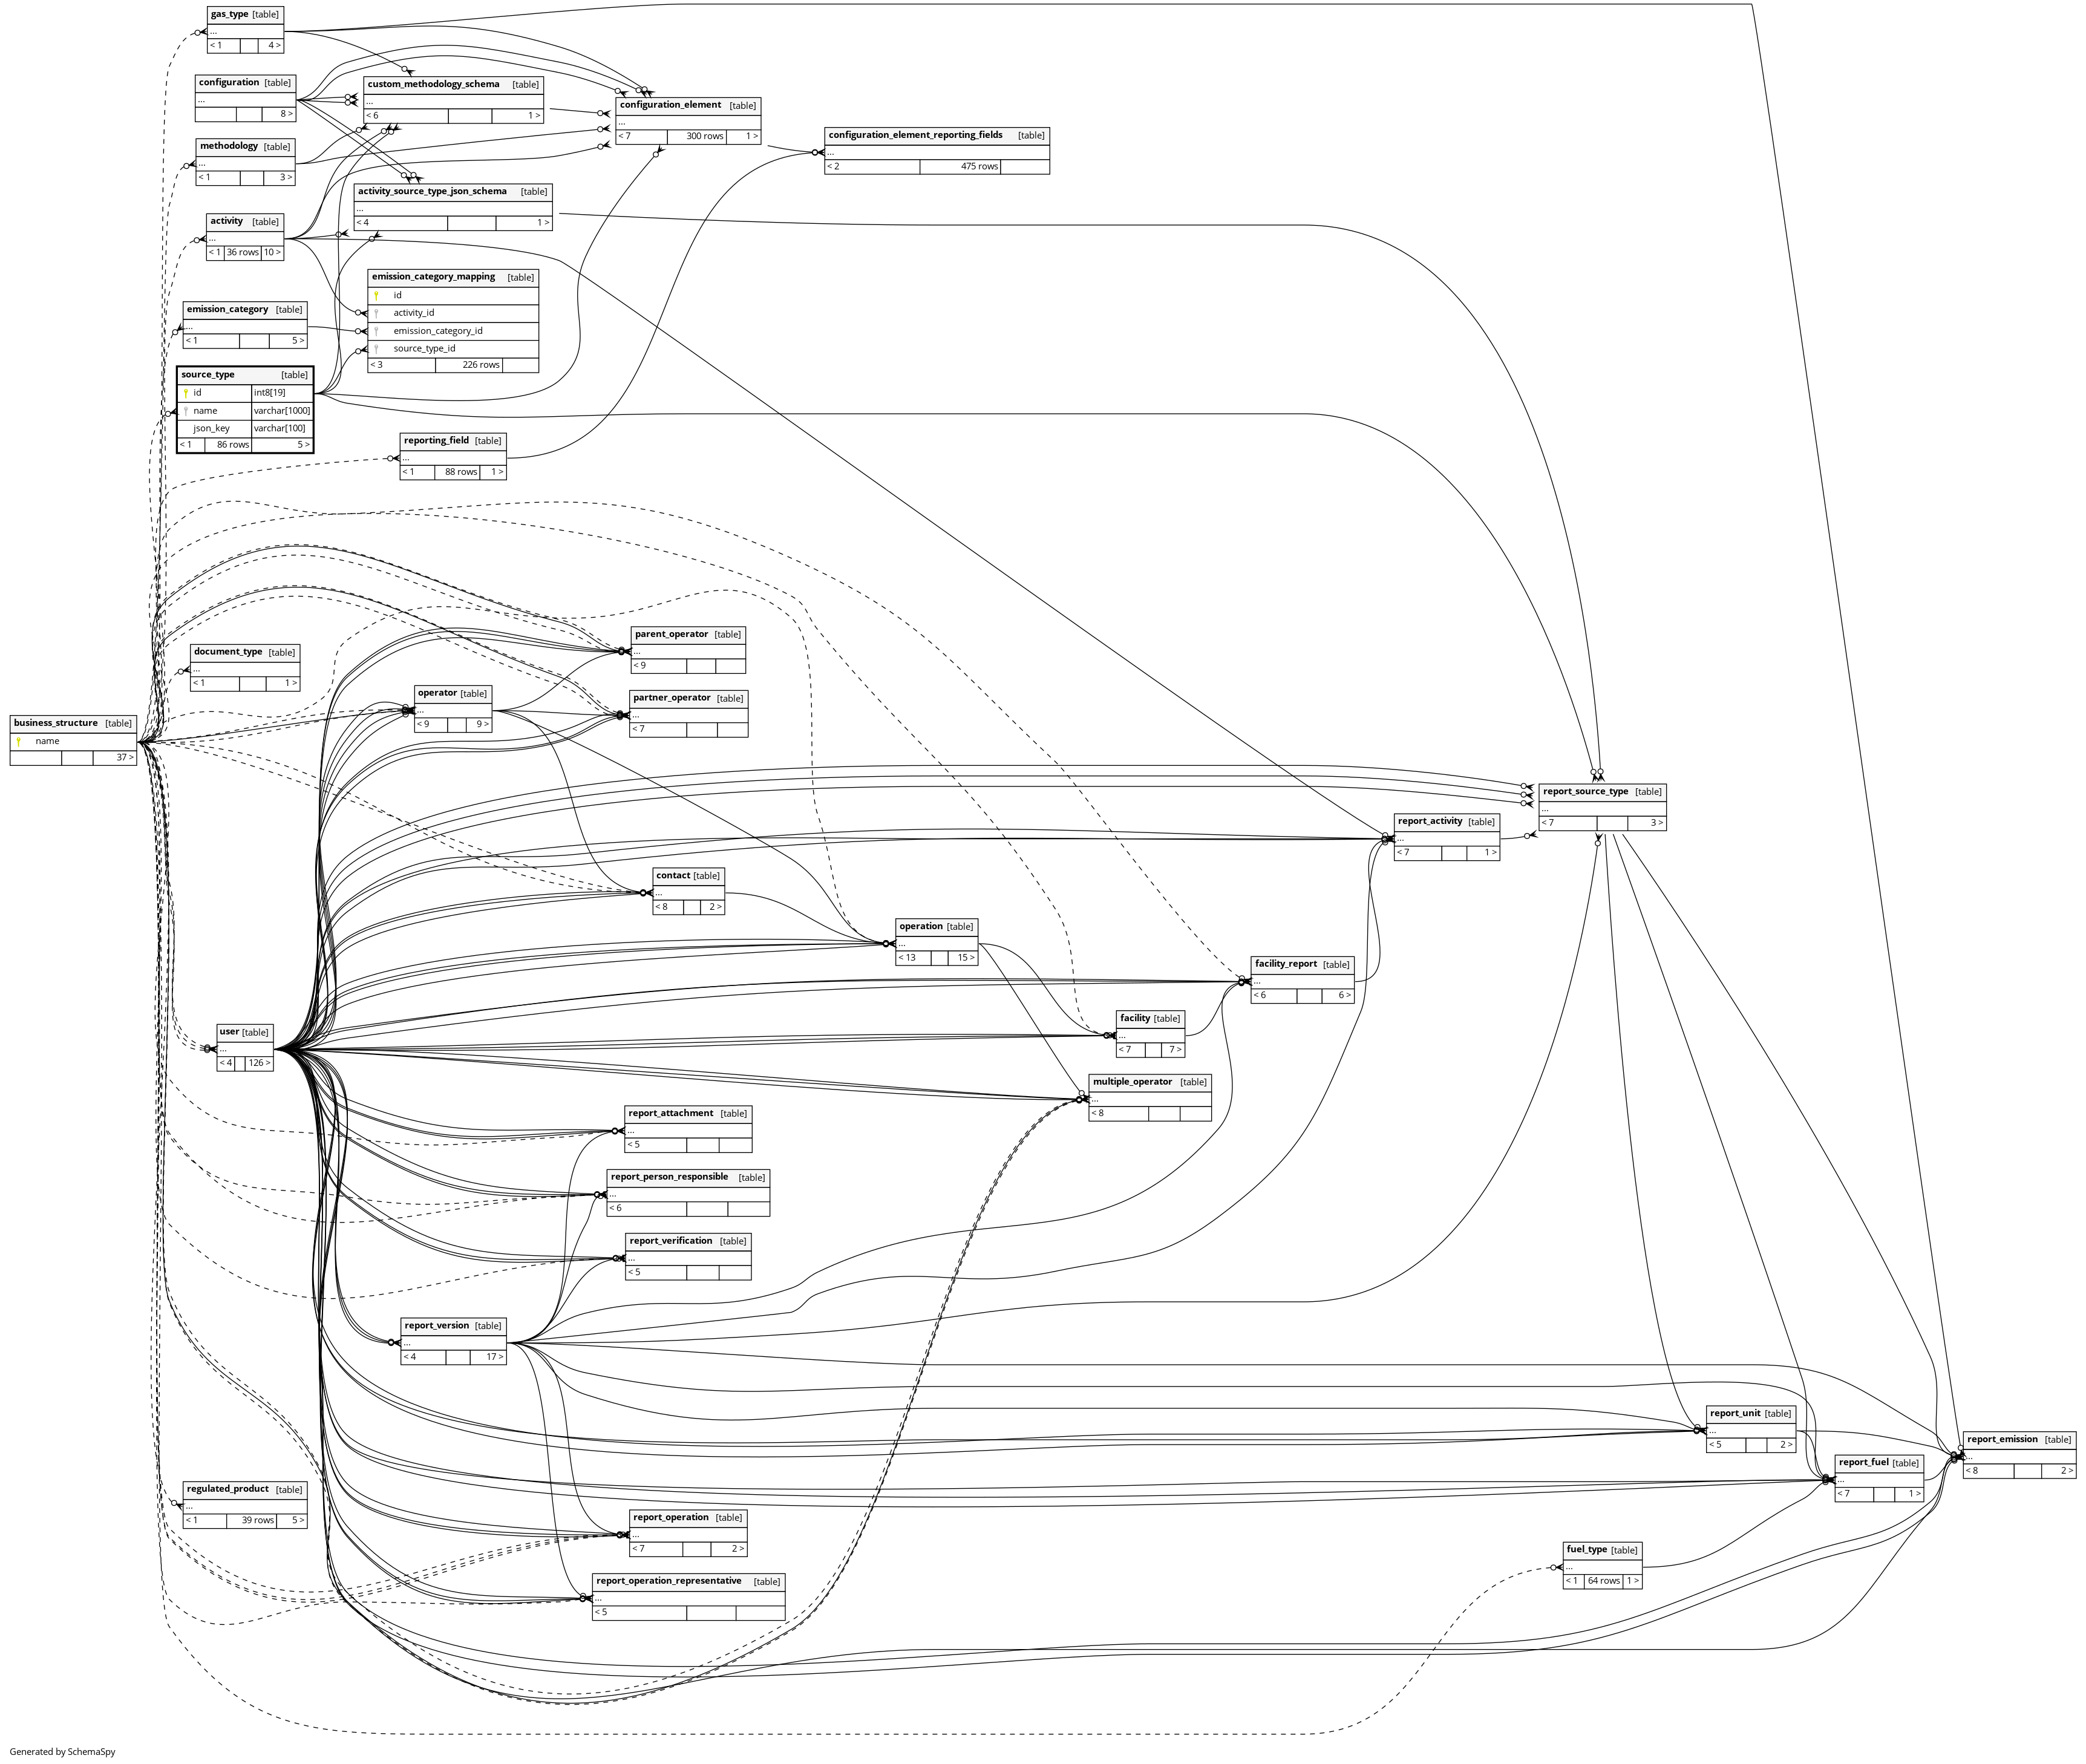 gas_type [table]
...
< 1 4 >
configuration [table]
...
8 >
custom_methodology_schema [table]
...
< 6 1 >
configuration_element [table]
...
< 7 300 rows 1 >
configuration_element_reporting_fields [table]
...
< 2 475 rows
methodology [table]
...
< 1 3 >
activity_source_type_json_schema [table]
...
< 4 1 >
activity [table]
...
< 1 36 rows 10 >
emission_category_mapping [table]
id
activity_id
emission_category_id
source_type_id
< 3 226 rows
emission_category [table]
...
< 1 5 >
source_type [table]
id int8[19]
name varchar[1000]
json_key varchar[100]
< 1 86 rows 5 >
reporting_field [table]
...
< 1 88 rows 1 >
parent_operator [table]
...
< 9
document_type [table]
...
< 1 1 >
operator [table]
...
< 9 9 >
partner_operator [table]
...
< 7
business_structure [table]
name
37 >
report_source_type [table]
...
< 7 3 >
report_activity [table]
...
< 7 1 >
contact [table]
...
< 8 2 >
operation [table]
...
< 13 15 >
facility_report [table]
...
< 6 6 >
facility [table]
...
< 7 7 >
user [table]
...
< 4 126 >
multiple_operator [table]
...
< 8
report_attachment [table]
...
< 5
report_person_responsible [table]
...
< 6
report_verification [table]
...
< 5
report_version [table]
...
< 4 17 >
report_unit [table]
...
< 5 2 >
report_emission [table]
...
< 8 2 >
report_fuel [table]
...
< 7 1 >
regulated_product [table]
...
< 1 39 rows 5 >
report_operation [table]
...
< 7 2 >
fuel_type [table]
...
< 1 64 rows 1 >
report_operation_representative [table]
...
< 5
Generated by SchemaSpy